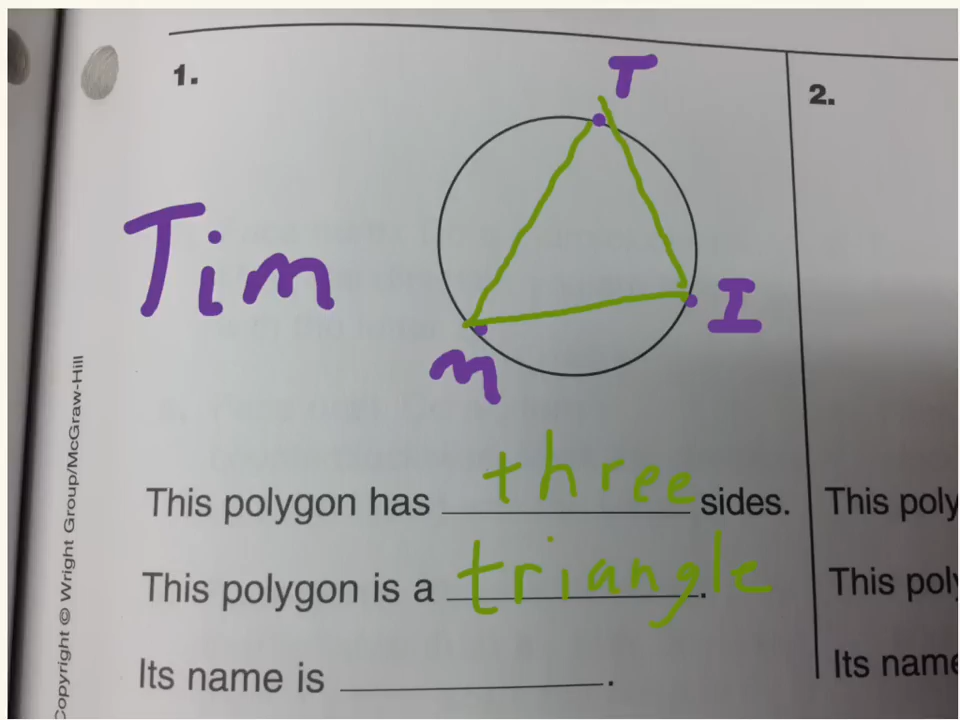 1.
T
2.
Tim
I
M
This polygon has three sides.
This poly
This polygon is a triangle.
This poly
Its name is ____________.
Its name
Copyright © Wright Group/McGraw-Hill